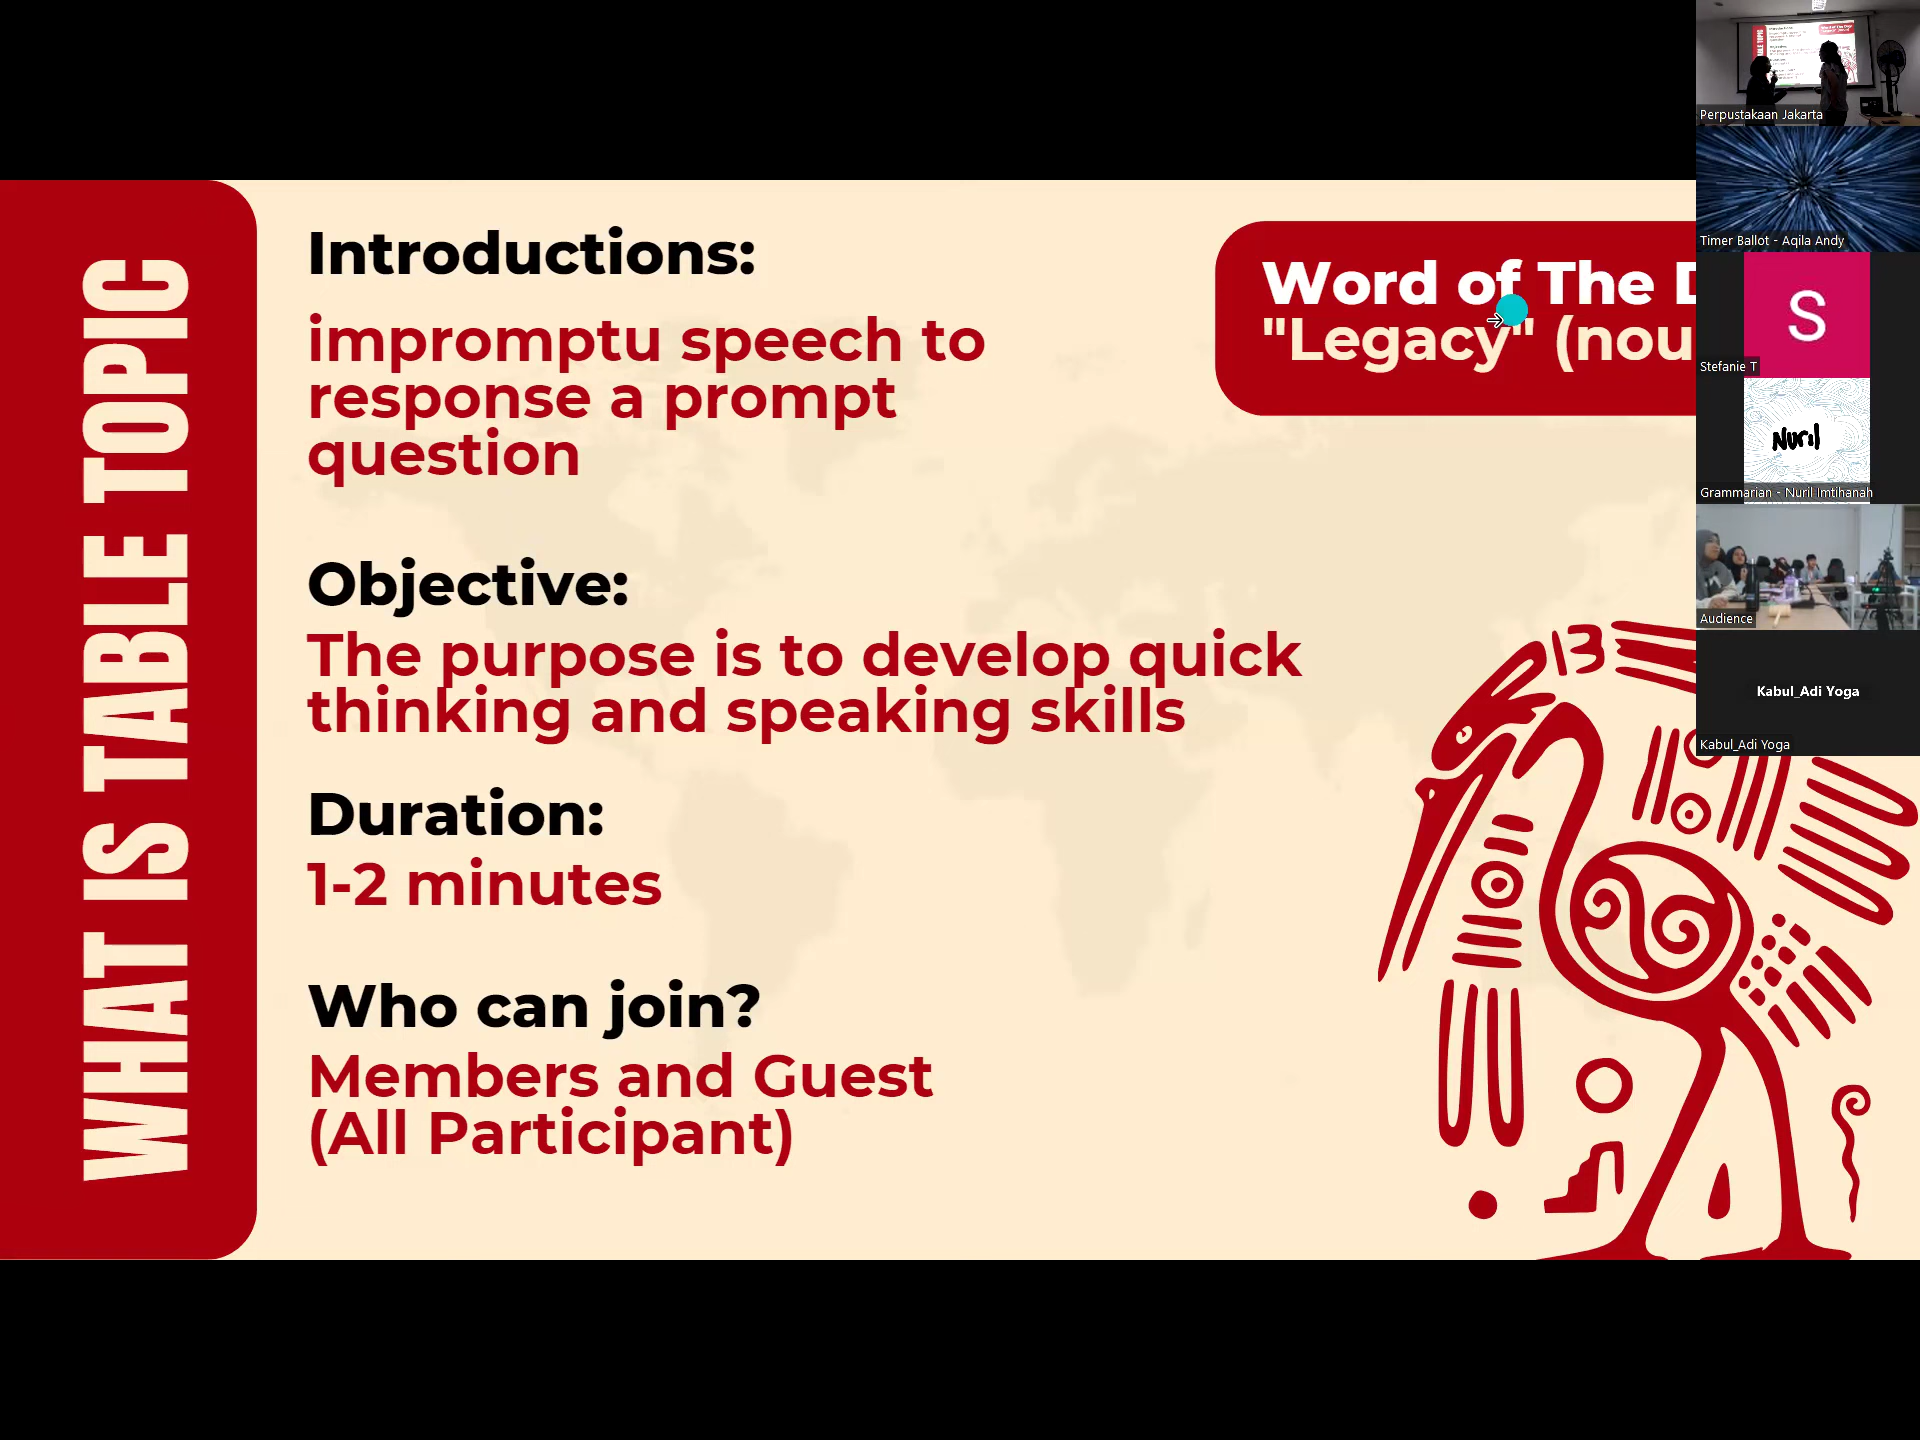 WHAT IS TABLE TOPIC
Introductions:
impromptu speech to
response a prompt
question
Objective:
The purpose is to develop quick
thinking and speaking skills
Duration:
1-2 minutes
Who can join?
Members and Guest
(All Participant)
Word of The D
"Legacy" (nou
Perpustakaan Jakarta
Timer Ballot - Aqila Andy
S
Stefanie T
Nuril
Grammarian - Nuril Imtihanah
Audience
Kabul_Adi Yoga
Kabul_Adi Yoga